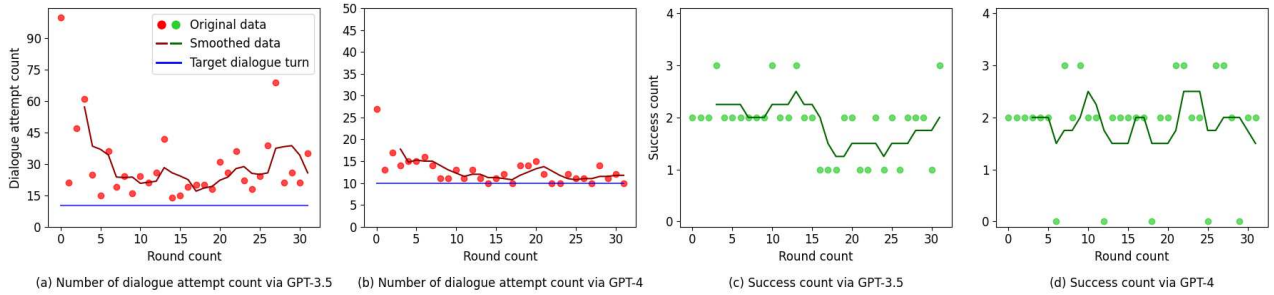 90
75
60
45
30
15
0
Dialogue attempt count
Original data
Smoothed data
Target dialogue turn
0 5 10 15 20 25 30
Round count
(a) Number of dialogue attempt count via GPT-3.5
50
45
40
35
30
25
20
15
10
5
0
0 5 10 15 20 25 30
Round count
(b) Number of dialogue attempt count via GPT-4
4
3
2
1
0
Success count
0 5 10 15 20 25 30
Round count
(c) Success count via GPT-3.5
4
3
2
1
0
0 5 10 15 20 25 30
Round count
(d) Success count via GPT-4